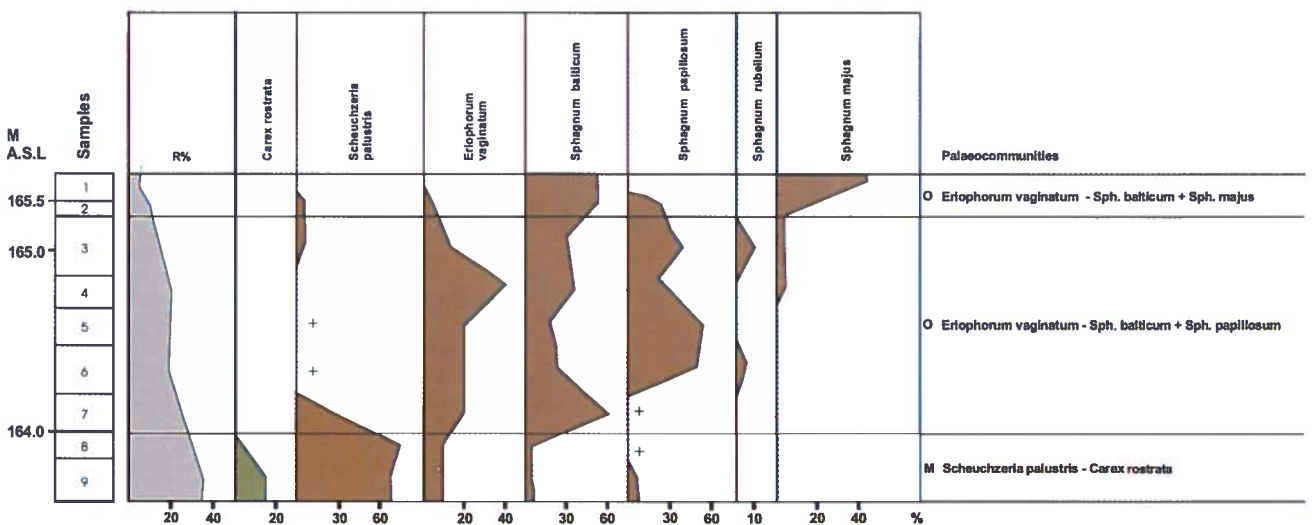 M
A.S.L
Samples
R%
Carex rostrata
Scheuchzeria
palustris
Eriophorum
vaginatum
Sphagnum balticum
Sphagnum papillosum
Sphagnum rubellum
Sphagnum majus
Palaeocommunities
1
165.5
2
O Eriophorum vaginatum - Sph. balticum + Sph. majus
165.0
3
4
5
+
O Eriophorum vaginatum - Sph. balticum + Sph. papillosum
6
+
7
+
164.0
8
+
9
M Scheuchzeria palustris - Carex rostrata
20 40 20 30 60 20 40 30 60 30 60 10 20 40 %